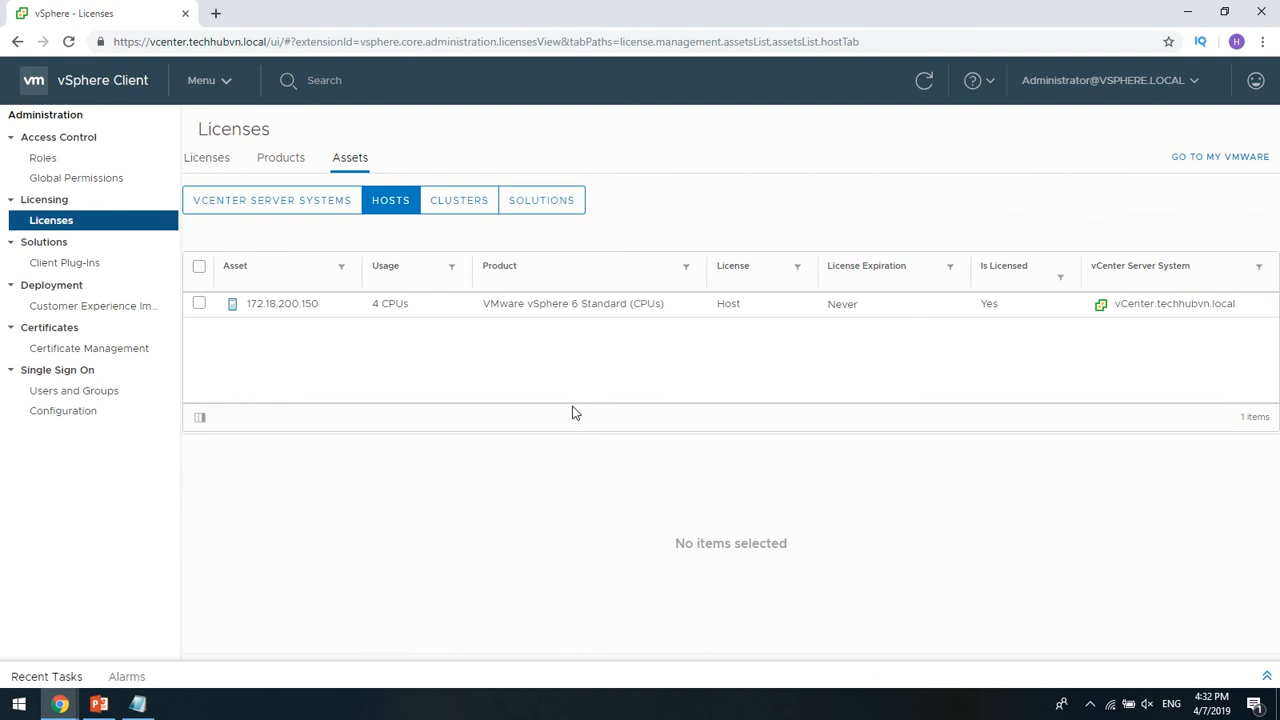 vSphere - Licenses
https://vcenter.techhubvn.local/ui/#?extensionId=vsphere.core.administration.licensesView&tabPaths=license.management.assetsList.assetsList.hostTab
IQ
H
vm vSphere Client Menu Search Administrator@VSPHERE.LOCAL
Administration
Access Control
Roles
Global Permissions
Licensing
Licenses
Solutions
Client Plug-Ins
Deployment
Customer Experience Im...
Certificates
Certificate Management
Single Sign On
Users and Groups
Configuration
Licenses
Licenses Products Assets
GO TO MY VMWARE
VCENTER SERVER SYSTEMS HOSTS CLUSTERS SOLUTIONS
Asset Usage Product License License Expiration Is Licensed vCenter Server System
172.18.200.150 4 CPUs VMware vSphere 6 Standard (CPUs) Host Never Yes vCenter.techhubvn.local
1 items
No items selected
Recent Tasks Alarms
ENG
4:32 PM
4/7/2019
1